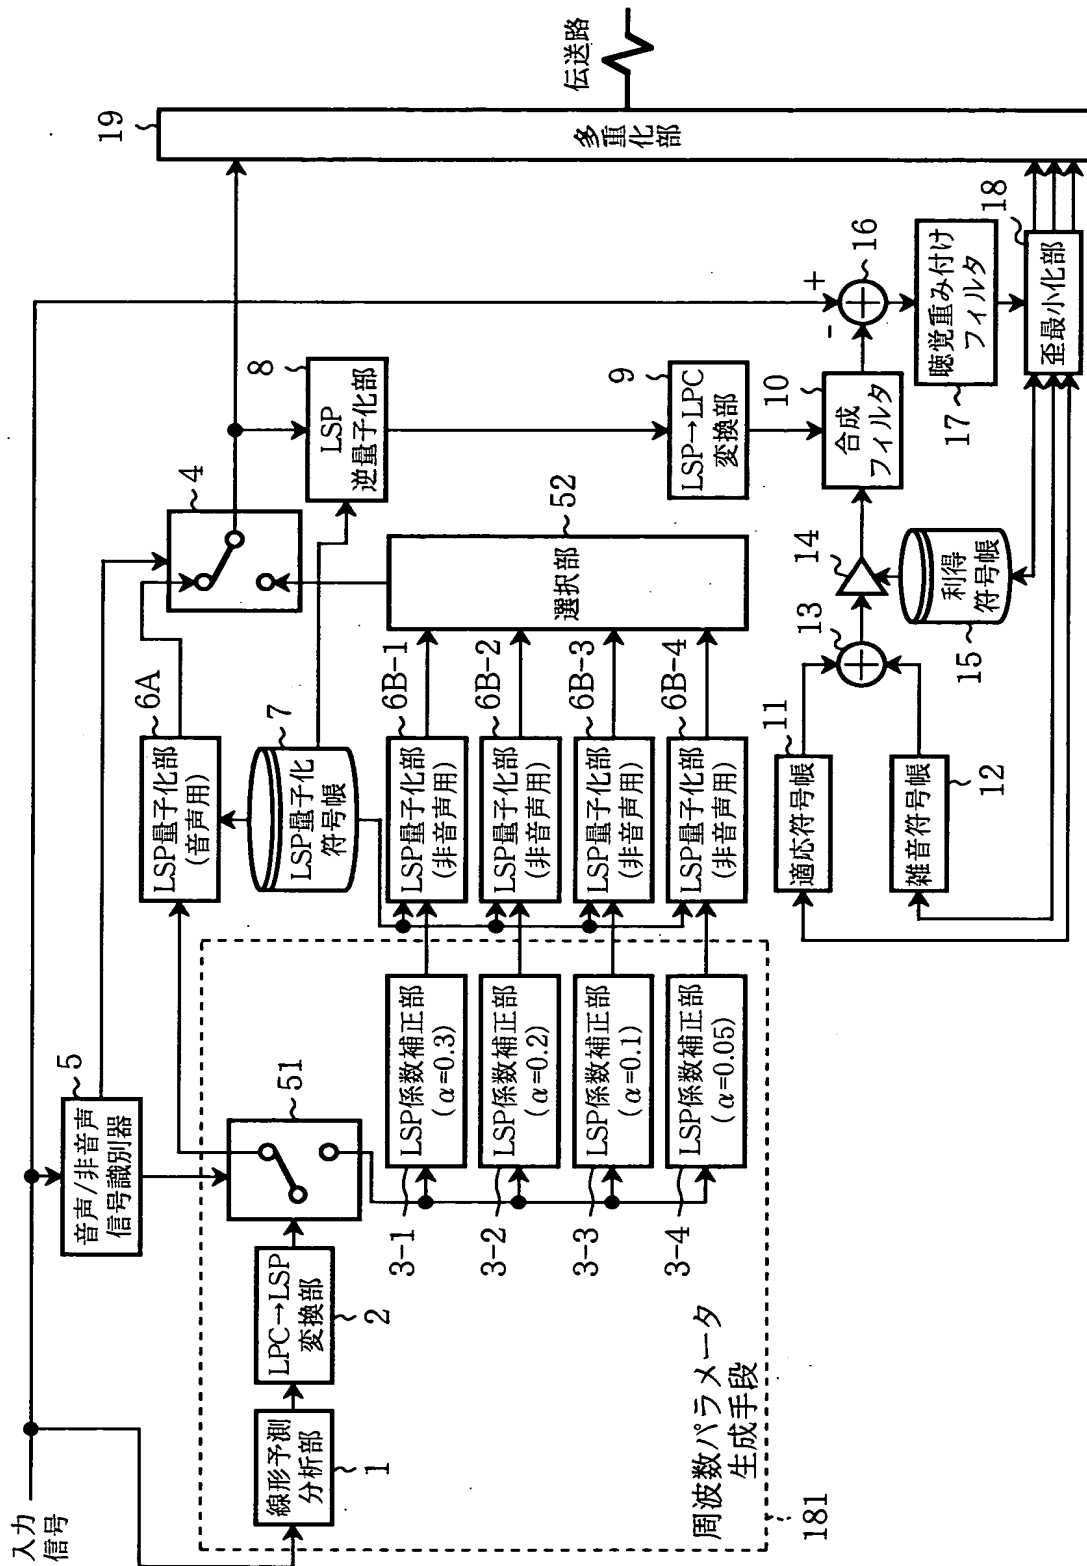 入力
信号
線形予測
分析部
1
LPC→LSP
変換部
2
音声/非音声
信号識別器
5
51
LSP係数補正部
(α=0.3)
3-1
LSP係数補正部
(α=0.2)
3-2
LSP係数補正部
(α=0.1)
3-3
LSP係数補正部
(α=0.05)
3-4
周波数パラメータ
生成手段
181
LSP量子化部
(音声用)
6A
LSP量子化
符号帳
7
LSP量子化部
(非音声用)
6B-1
LSP量子化部
(非音声用)
6B-2
LSP量子化部
(非音声用)
6B-3
LSP量子化部
(非音声用)
6B-4
4
選択部
52
LSP
逆量子化部
8
LSP→LPC
変換部
9
適応符号帳
11
雑音符号帳
12
13
14
利得
符号帳
15
合成
フィルタ
10
+
-
16
聴覚重み付け
フィルタ
17
歪最小化部
18
多重化部
19
伝送路